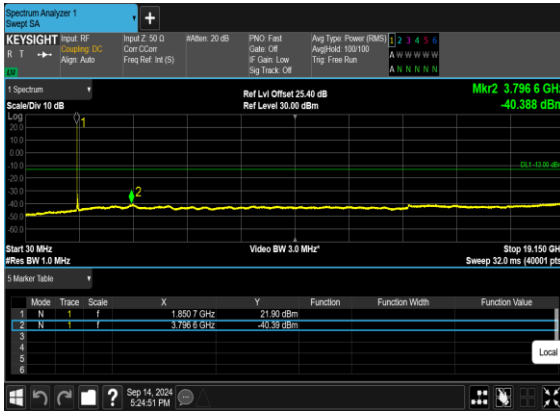 Spectrum Analyzer 1
Swept SA
+
KEYSIGHT
R T
Input: RF
Coupling: DC
Align: Auto
Input Z: 50 Ω
Corr CCorr
Freq Ref: Int (S)
#Atten: 20 dB
PNO: Fast
Gate: Off
IF Gain: Low
Sig Track: Off
Avg Type: Power (RMS)
Avg|Hold: 100/100
Trig: Free Run
1 2 3 4 5 6
A W W W W W
A N N N N N
1 Spectrum
Scale/Div 10 dB
Ref Lvl Offset 25.40 dB
Ref Level 30.00 dBm
Mkr2 3.796 6 GHz
-40.388 dBm
Log
20.0
10.0
0.00
-10.0
-20.0
-30.0
-40.0
-50.0
-60.0
1
2
DL1 -13.00 dBm
Start 30 MHz
#Res BW 1.0 MHz
Video BW 3.0 MHz*
Stop 19.150 GHz
Sweep 32.0 ms (40001 pts)
5 Marker Table
Mode Trace Scale X Y Function Function Width Function Value
1 N 1 f 1.850 7 GHz 21.90 dBm
2 N 1 f 3.796 6 GHz -40.39 dBm
3
4
5
6
Local
?
Sep 14, 2024
5:24:51 PM